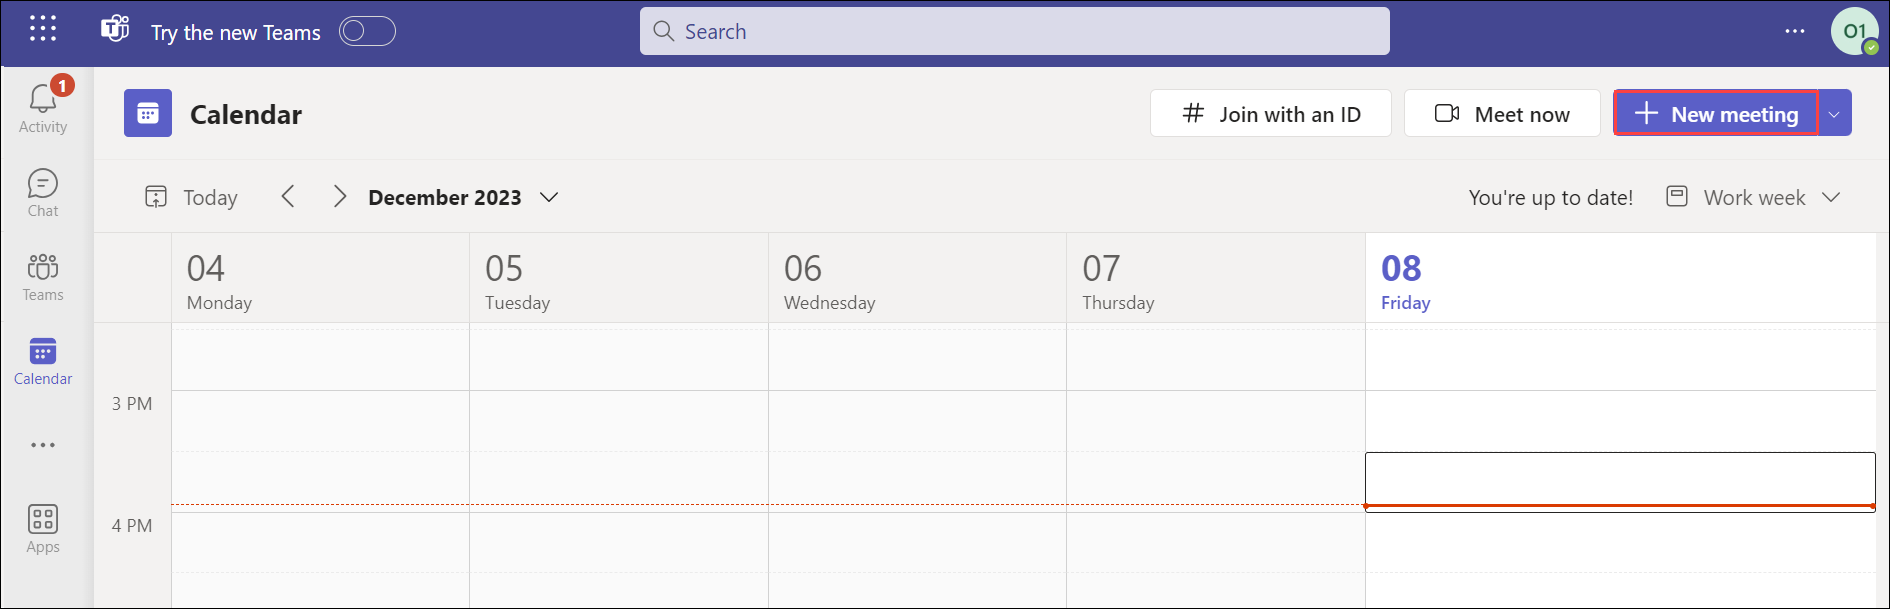 Try the new Teams
Search
O1
1
Activity
Chat
Teams
Calendar
Apps
Calendar
Join with an ID
Meet now
New meeting
Today
December 2023
You're up to date!
Work week
04
Monday
05
Tuesday
06
Wednesday
07
Thursday
08
Friday
3 PM
4 PM